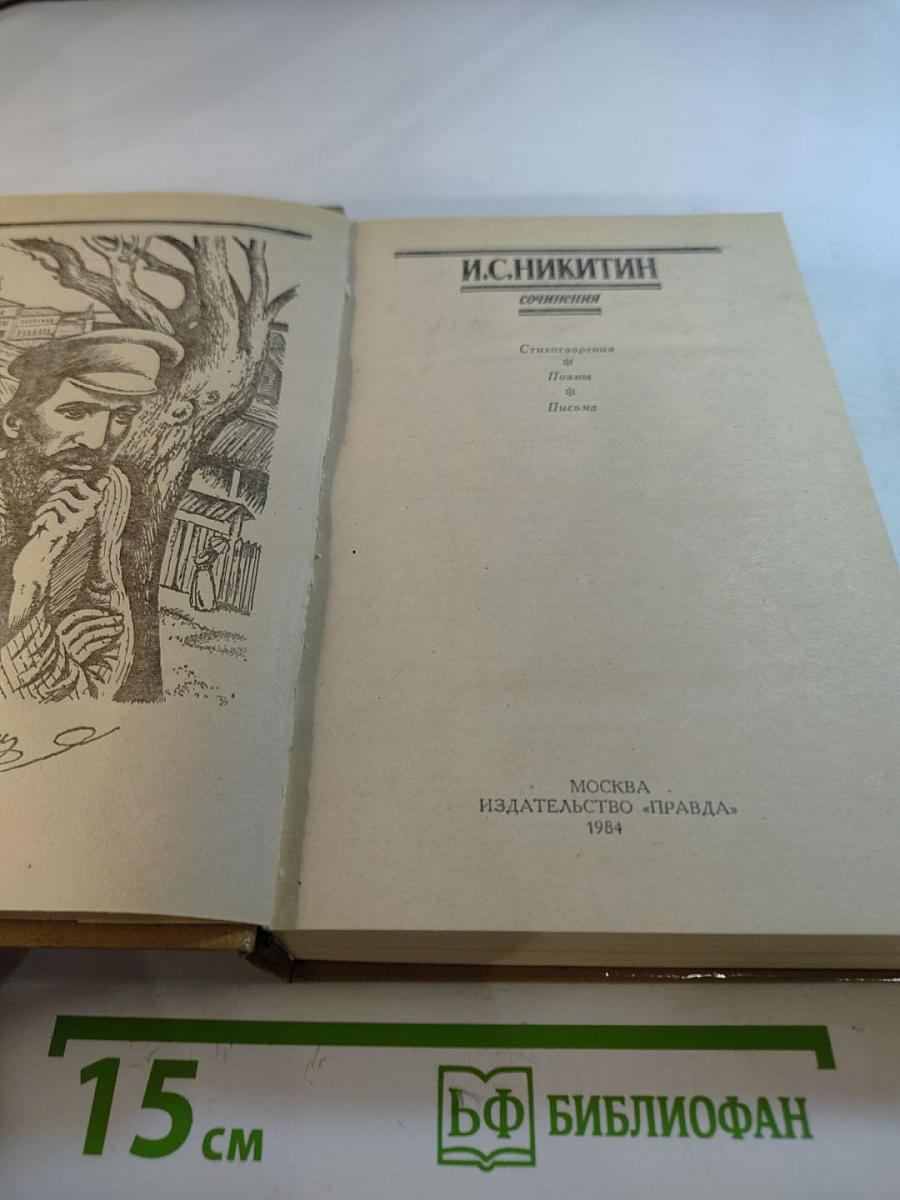 И.С.НИКИТИН
СОЧИНЕНИЯ
Стихотворения
*
Поэмы
*
Письма
МОСКВА
ИЗДАТЕЛЬСТВО «ПРАВДА»
1984
15 см
БФ БИБЛИОФАН